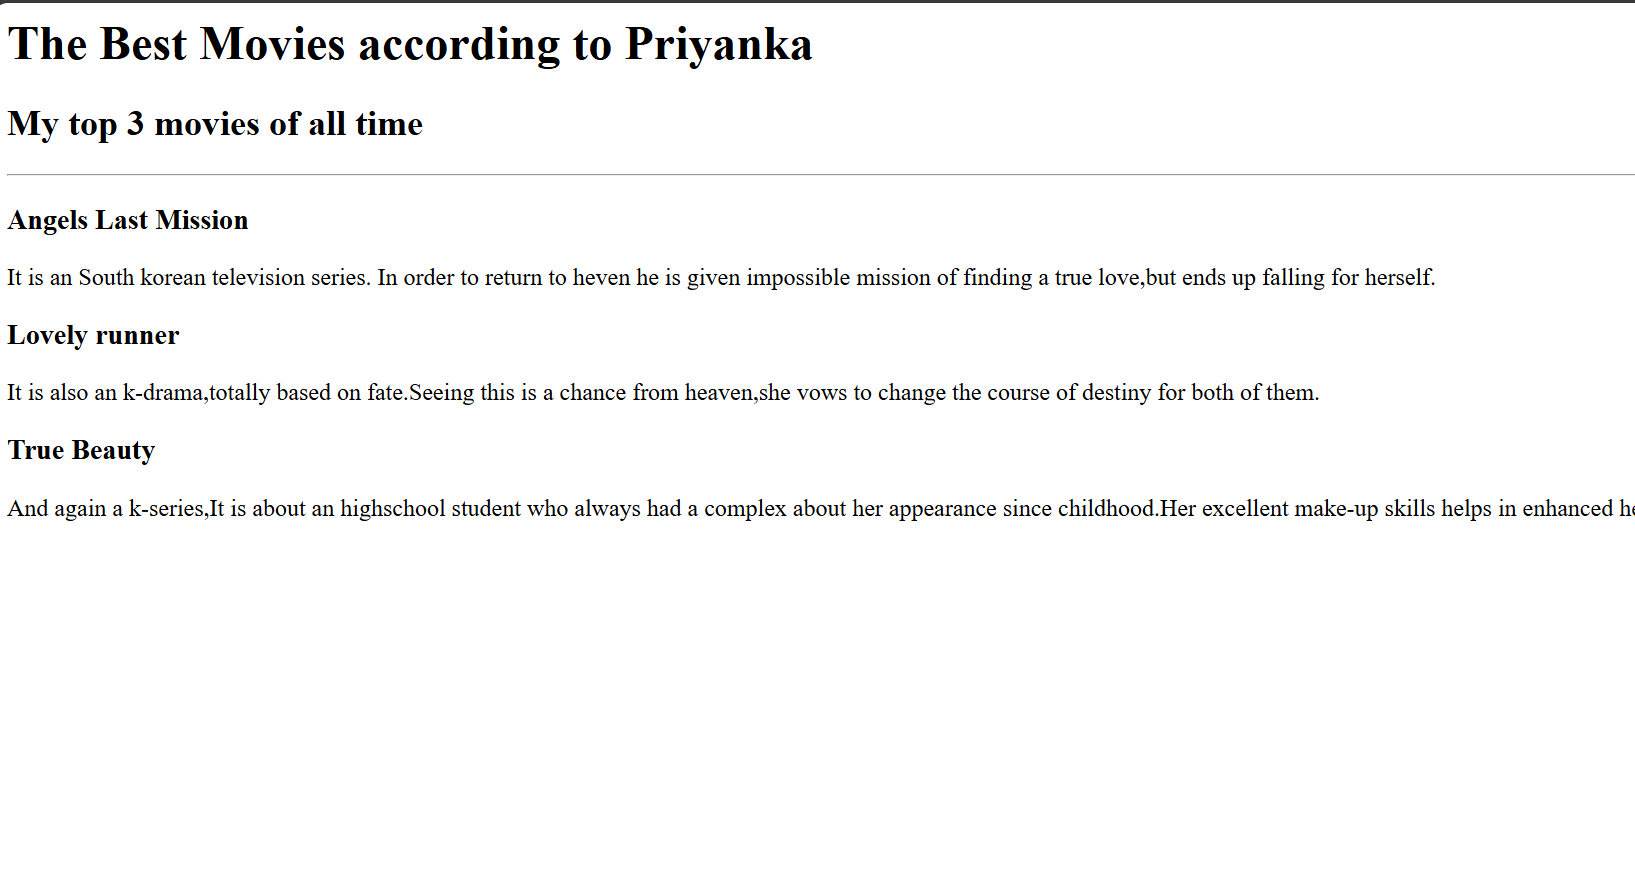 The Best Movies according to Priyanka
My top 3 movies of all time
Angels Last Mission
It is an South korean television series. In order to return to heven he is given impossible mission of finding a true love,but ends up falling for herself.
Lovely runner
It is also an k-drama,totally based on fate.Seeing this is a chance from heaven,she vows to change the course of destiny for both of them.
True Beauty
And again a k-series,It is about an highschool student who always had a complex about her appearance since childhood.Her excellent make-up skills helps in enhanced